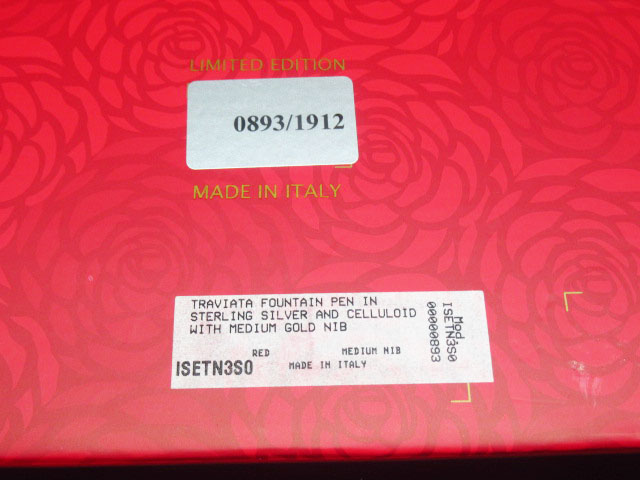 LIMITED EDITION
0893/1912
MADE IN ITALY
TRAVIATA FOUNTAIN PEN IN
STERLING SILVER AND CELLULOID
WITH MEDIUM GOLD NIB
RED MEDIUM NIB
ISETN3S0 MADE IN ITALY
Mod.
ISETN3S0
00000893